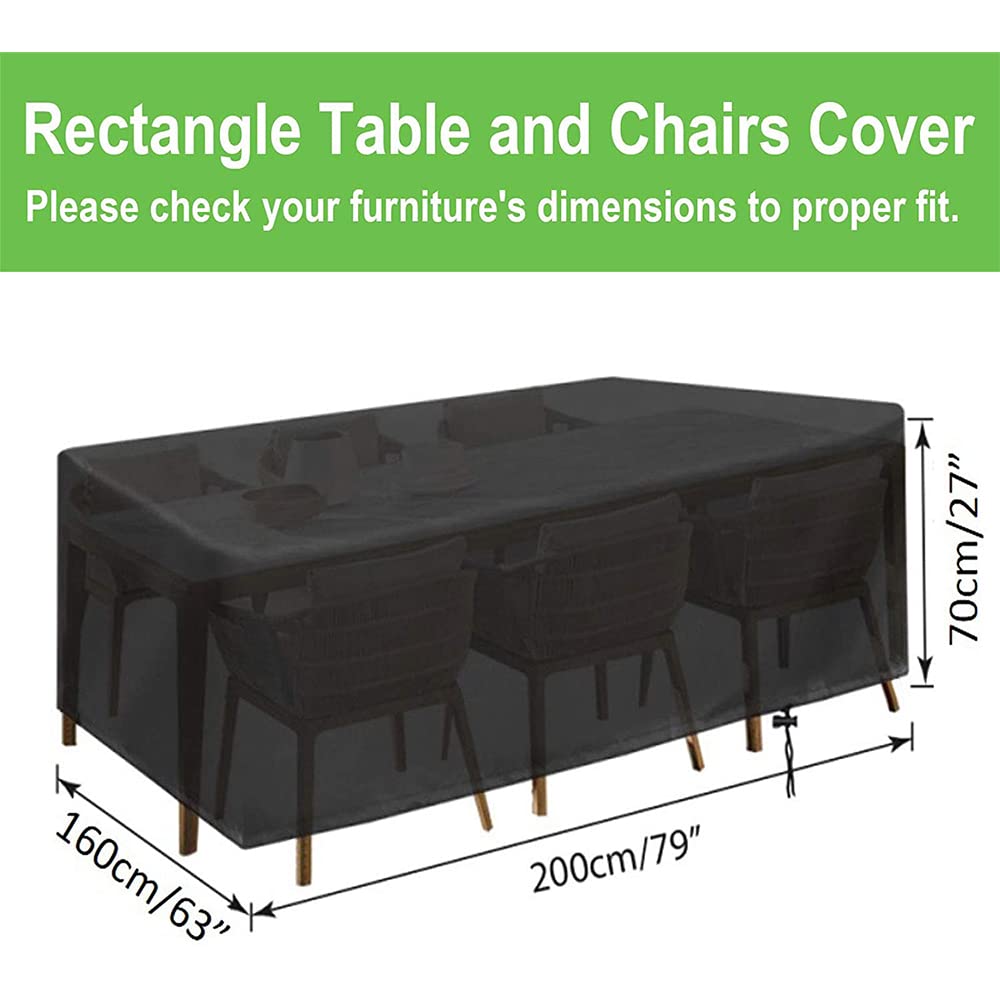 Rectangle Table and Chairs Cover
Please check your furniture's dimensions to proper fit.
70cm/27”
160cm/63”
200cm/79”